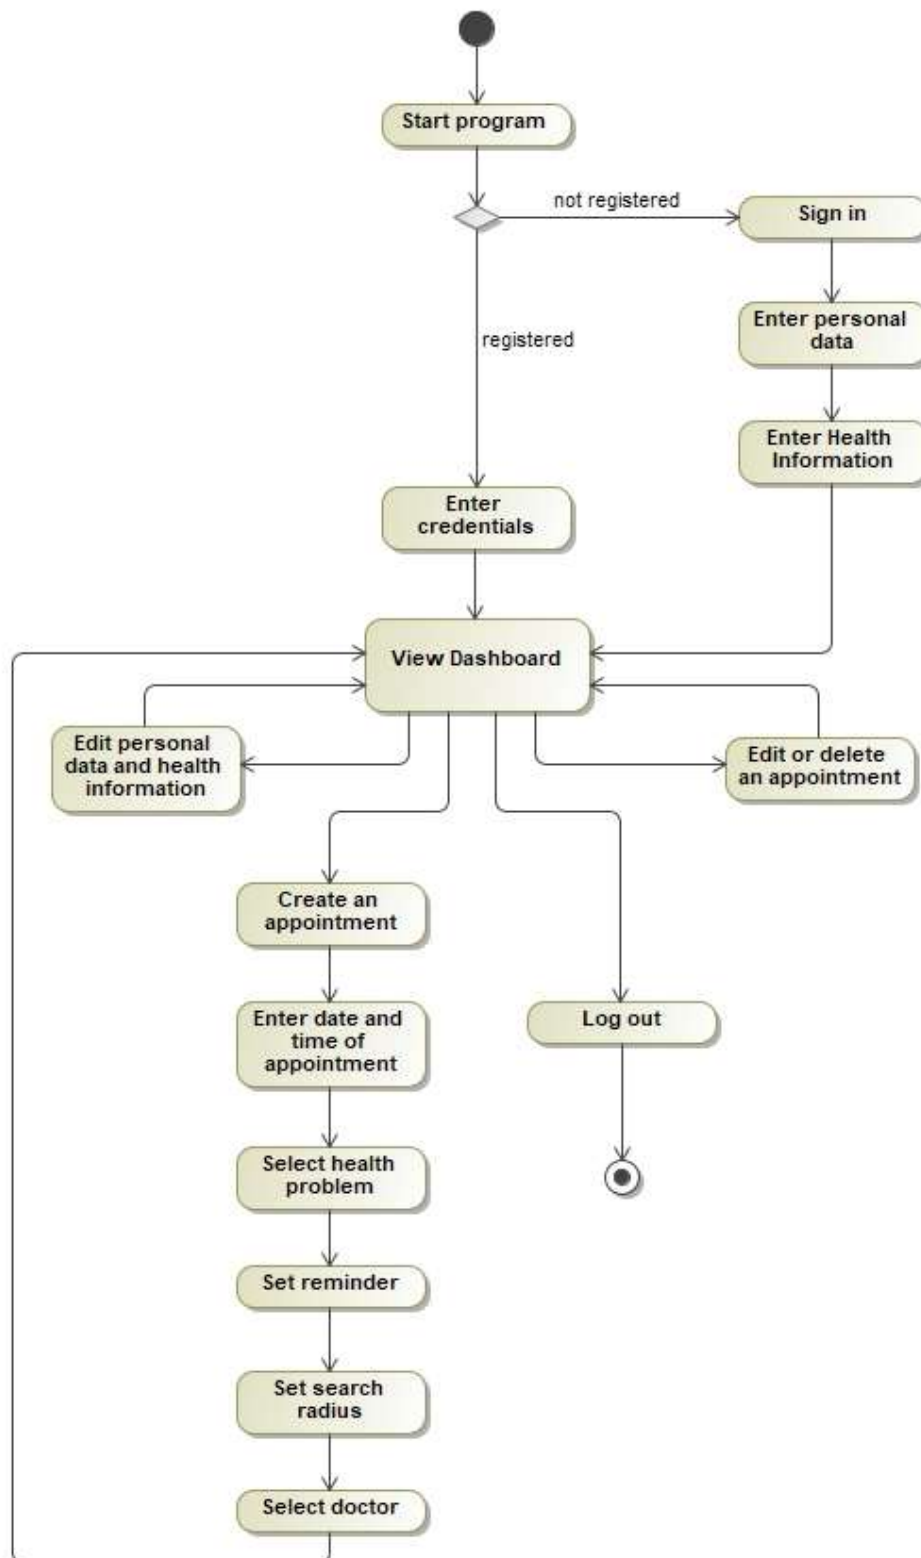 Start program
not registered
Sign in
Enter personal
data
registered
Enter Health
Information
Enter
credentials
View Dashboard
Edit personal
data and health
information
Edit or delete
an appointment
Create an
appointment
Enter date and
time of
appointment
Log out
Select health
problem
Set reminder
Set search
radius
Select doctor